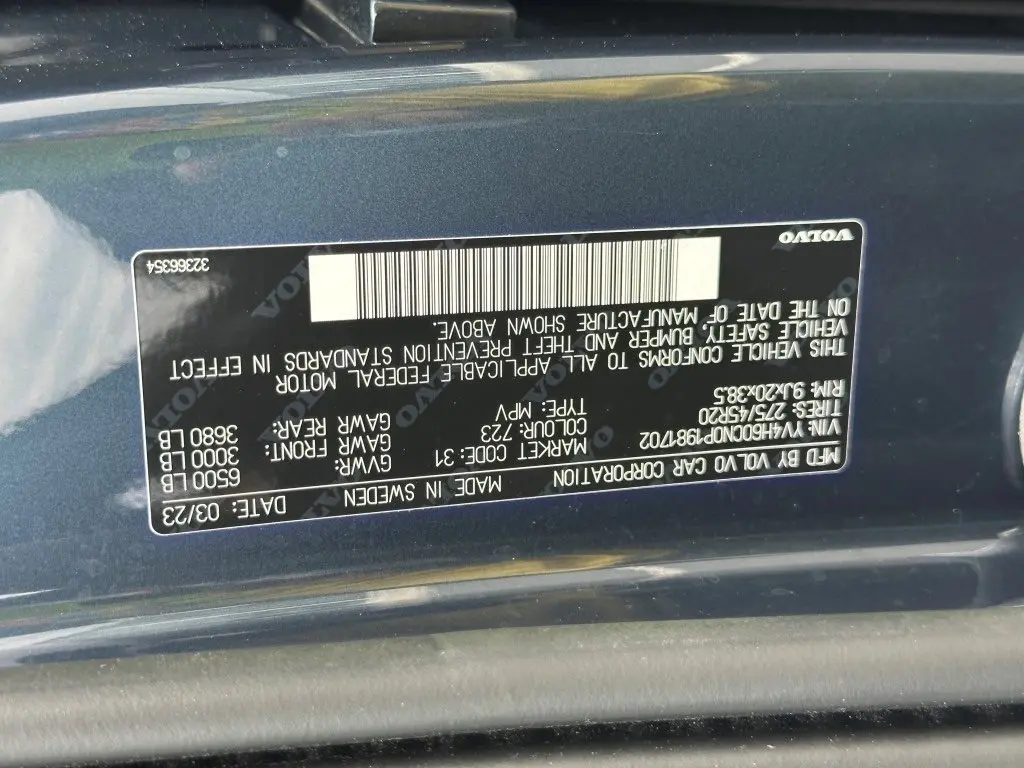 MFD BY VOLVO CAR CORPORATION MADE IN SWEDEN DATE: 03/23
VIN: YV4H60CN0P1981702 MARKET CODE: 31 GVWR: 6500 LB
TIRES: 275/45R20 COLOUR: 723 GAWR FRONT: 3000 LB
RIM: 9Jx20x38.5 TYPE: MPV GAWR REAR: 3680 LB
THIS VEHICLE CONFORMS TO ALL APPLICABLE FEDERAL MOTOR
VEHICLE SAFETY, BUMPER AND THEFT PREVENTION STANDARDS IN EFFECT
ON THE DATE OF MANUFACTURE SHOWN ABOVE.
VOLVO 32366354